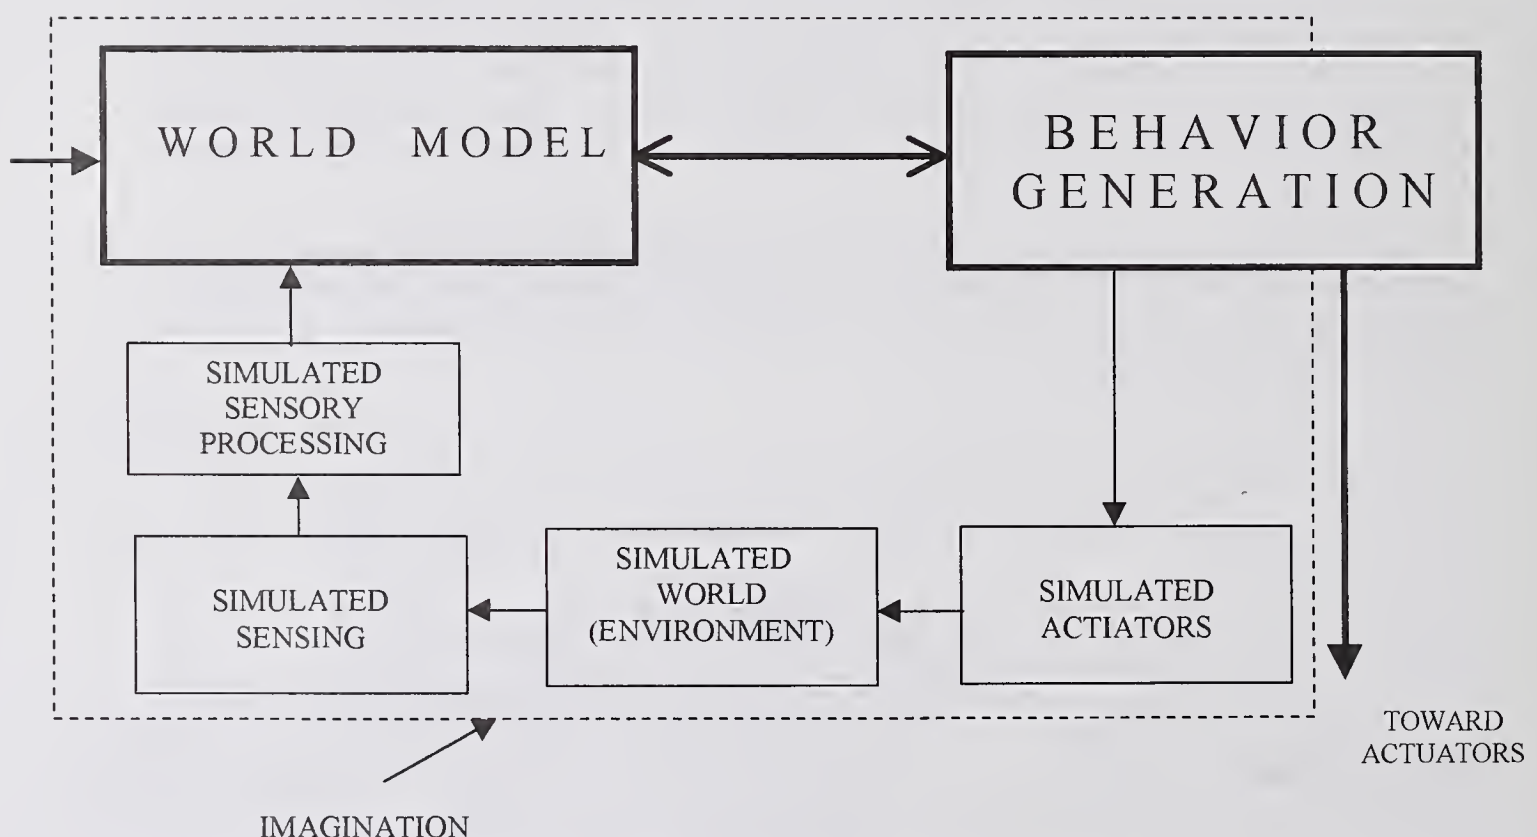 WORLD MODEL
BEHAVIOR
GENERATION
SIMULATED
SENSORY
PROCESSING
SIMULATED
SENSING
SIMULATED
WORLD
(ENVIRONMENT)
SIMULATED
ACTIATORS
TOWARD
ACTUATORS
IMAGINATION